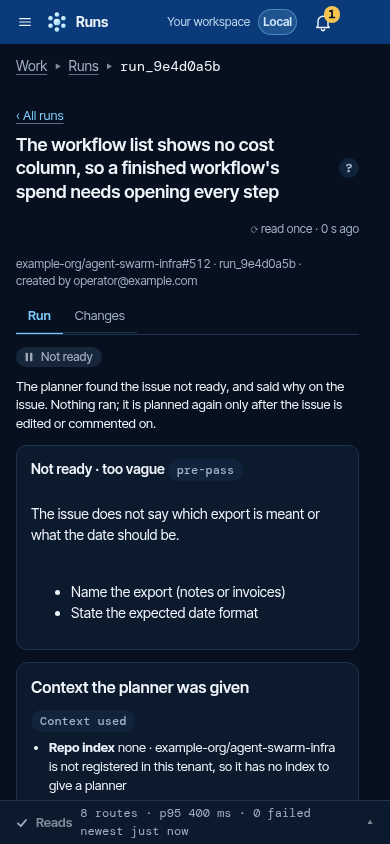 Runs
Your workspace
Local
1
Work ▸ Runs ▸ run_9e4d0a5b
‹ All runs
The workflow list shows no cost
column, so a finished workflow's
spend needs opening every step
?
⟳ read once · 0 s ago
example-org/agent-swarm-infra#512 · run_9e4d0a5b ·
created by operator@example.com
Run
Changes
Not ready
The planner found the issue not ready, and said why on the
issue. Nothing ran; it is planned again only after the issue is
edited or commented on.
Not ready · too vague pre-pass
The issue does not say which export is meant or
what the date should be.
• Name the export (notes or invoices)
• State the expected date format
Context the planner was given
Context used
• Repo index none · example-org/agent-swarm-infra
is not registered in this tenant, so it has no index to
give a planner
Reads
8 routes · p95 400 ms · 0 failed
newest just now